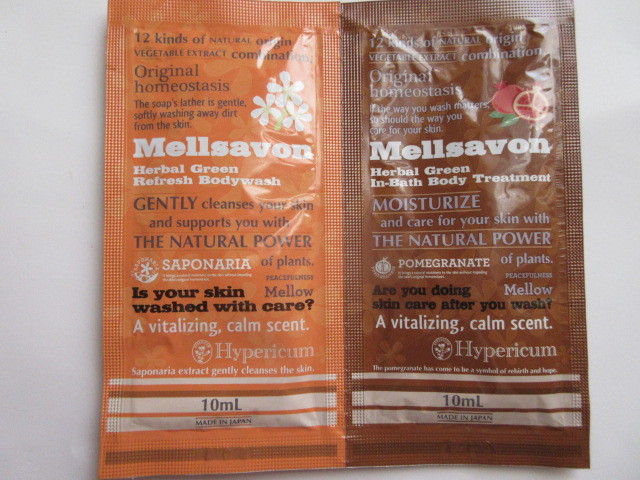 12 kinds of NATURAL origin
VEGETABLE EXTRACT combination
Original
homeostasis
The soap's lather is gentle,
softly washing away dirt
from the skin.
Mellsavon
Herbal Green
Refresh Bodywash
GENTLY cleanses your skin
and supports you with
THE NATURAL POWER
SAPONARIA
of plants.
PEACEFULNESS
Is your skin
Mellow
washed with care?
A vitalizing, calm scent.
Hypericum
Saponaria extract gently cleanses the skin.
10mL
MADE IN JAPAN
12 kinds of NATURAL origin
VEGETABLE EXTRACT combination
Original
homeostasis
If the way you wash matters,
so should the way you
care for your skin.
Mellsavon
Herbal Green
In-Bath Body Treatment
MOISTURIZE
and care for your skin with
THE NATURAL POWER
POMEGRANATE
of plants.
PEACEFULNESS
Are you doing
Mellow
skin care after you wash?
A vitalizing, calm scent.
Hypericum
The pomegranate has come to be a symbol of rebirth and hope.
10mL
MADE IN JAPAN